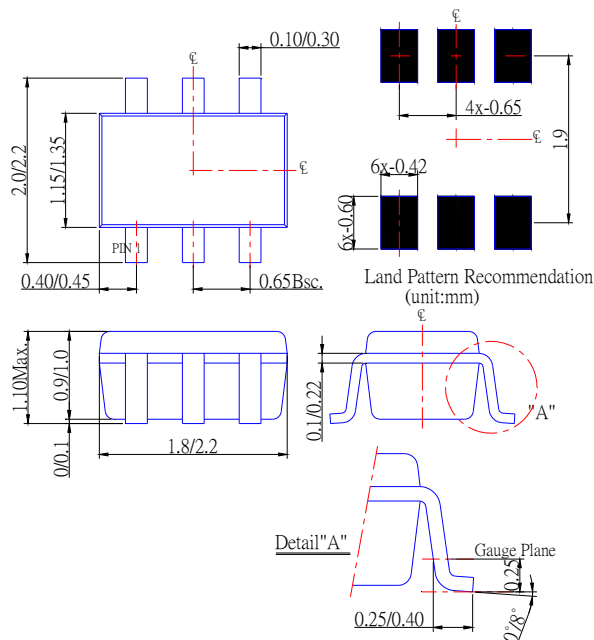 ℄
℄
0.10/0.30
2.0/2.2
1.15/1.35
℄
PIN 1
0.40/0.45
0.65Bsc.
4x-0.65
℄
1.9
6x-0.42
6x-0.60
Land Pattern Recommendation
(unit:mm)
℄
1.10Max.
0.9/1.0
0/0.1
1.8/2.2
0.1/0.22
"A"
Detail"A"
Gauge Plane
0.25
0.25/0.40
0°/8°